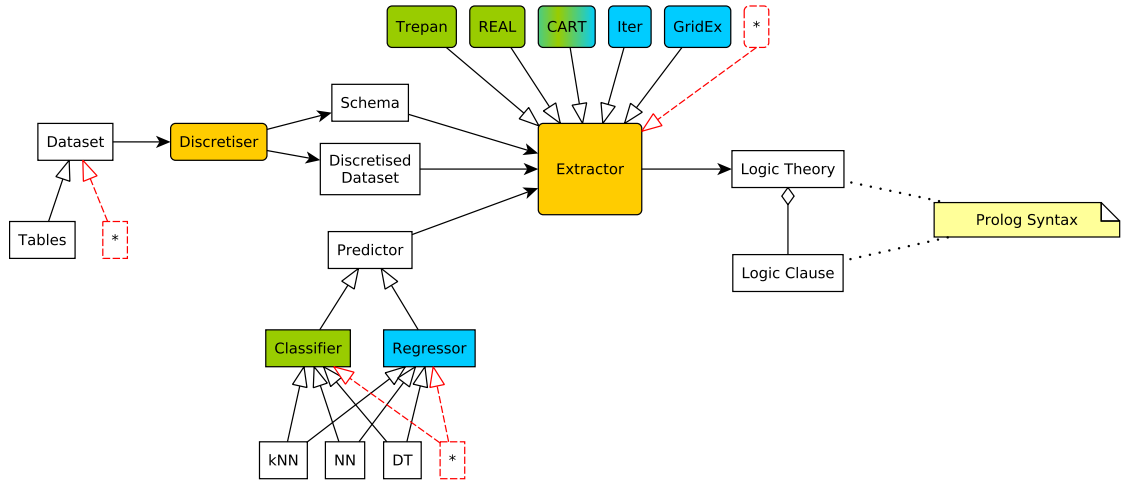 Trepan
REAL
CART
Iter
GridEx
*
Schema
Dataset
Discretiser
Discretised
Dataset
Extractor
Logic Theory
Tables
*
Predictor
Prolog Syntax
Logic Clause
Classifier
Regressor
kNN
NN
DT
*